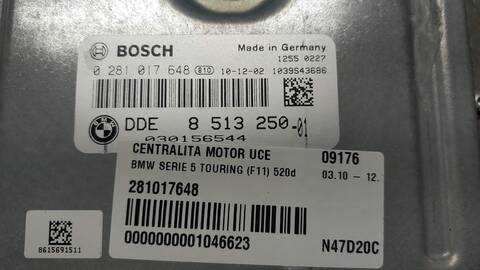 BOSCH
Made in Germany
1255 0227
0 281 017 648 10-12-02 1039S43686
DDE 8 513 250-01
030156544
CENTRALITA MOTOR UCE 09176
BMW SERIE 5 TOURING (F11) 520d 03.10 - 12.
281017648
0000000001046623 N47D20C
8615691511